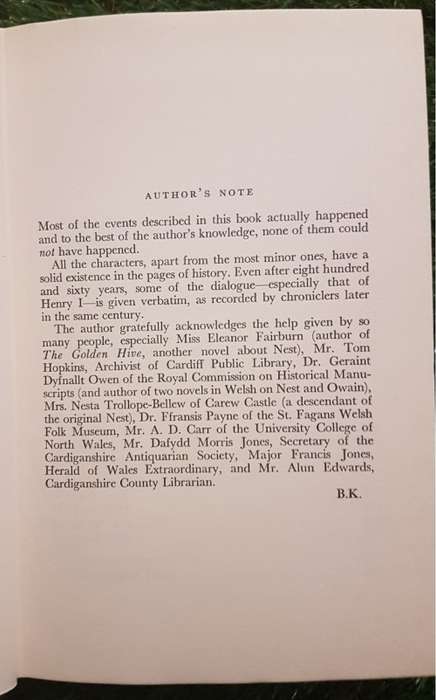 AUTHOR'S NOTE
Most of the events described in this book actually happened
and to the best of the author's knowledge, none of them could
not have happened.
All the characters, apart from the most minor ones, have a
solid existence in the pages of history. Even after eight hundred
and sixty years, some of the dialogue—especially that of
Henry I—is given verbatim, as recorded by chroniclers later
in the same century.
The author gratefully acknowledges the help given by so
many people, especially Miss Eleanor Fairburn (author of
The Golden Hive, another novel about Nest), Mr. Tom
Hopkins, Archivist of Cardiff Public Library, Dr. Geraint
Dyfnallt Owen of the Royal Commission on Historical Manu-
scripts (and author of two novels in Welsh on Nest and Owain),
Mrs. Nesta Trollope-Bellew of Carew Castle (a descendant of
the original Nest), Dr. Ffransis Payne of the St. Fagans Welsh
Folk Museum, Mr. A. D. Carr of the University College of
North Wales, Mr. Dafydd Morris Jones, Secretary of the
Cardiganshire Antiquarian Society, Major Francis Jones,
Herald of Wales Extraordinary, and Mr. Alun Edwards,
Cardiganshire County Librarian.
B.K.